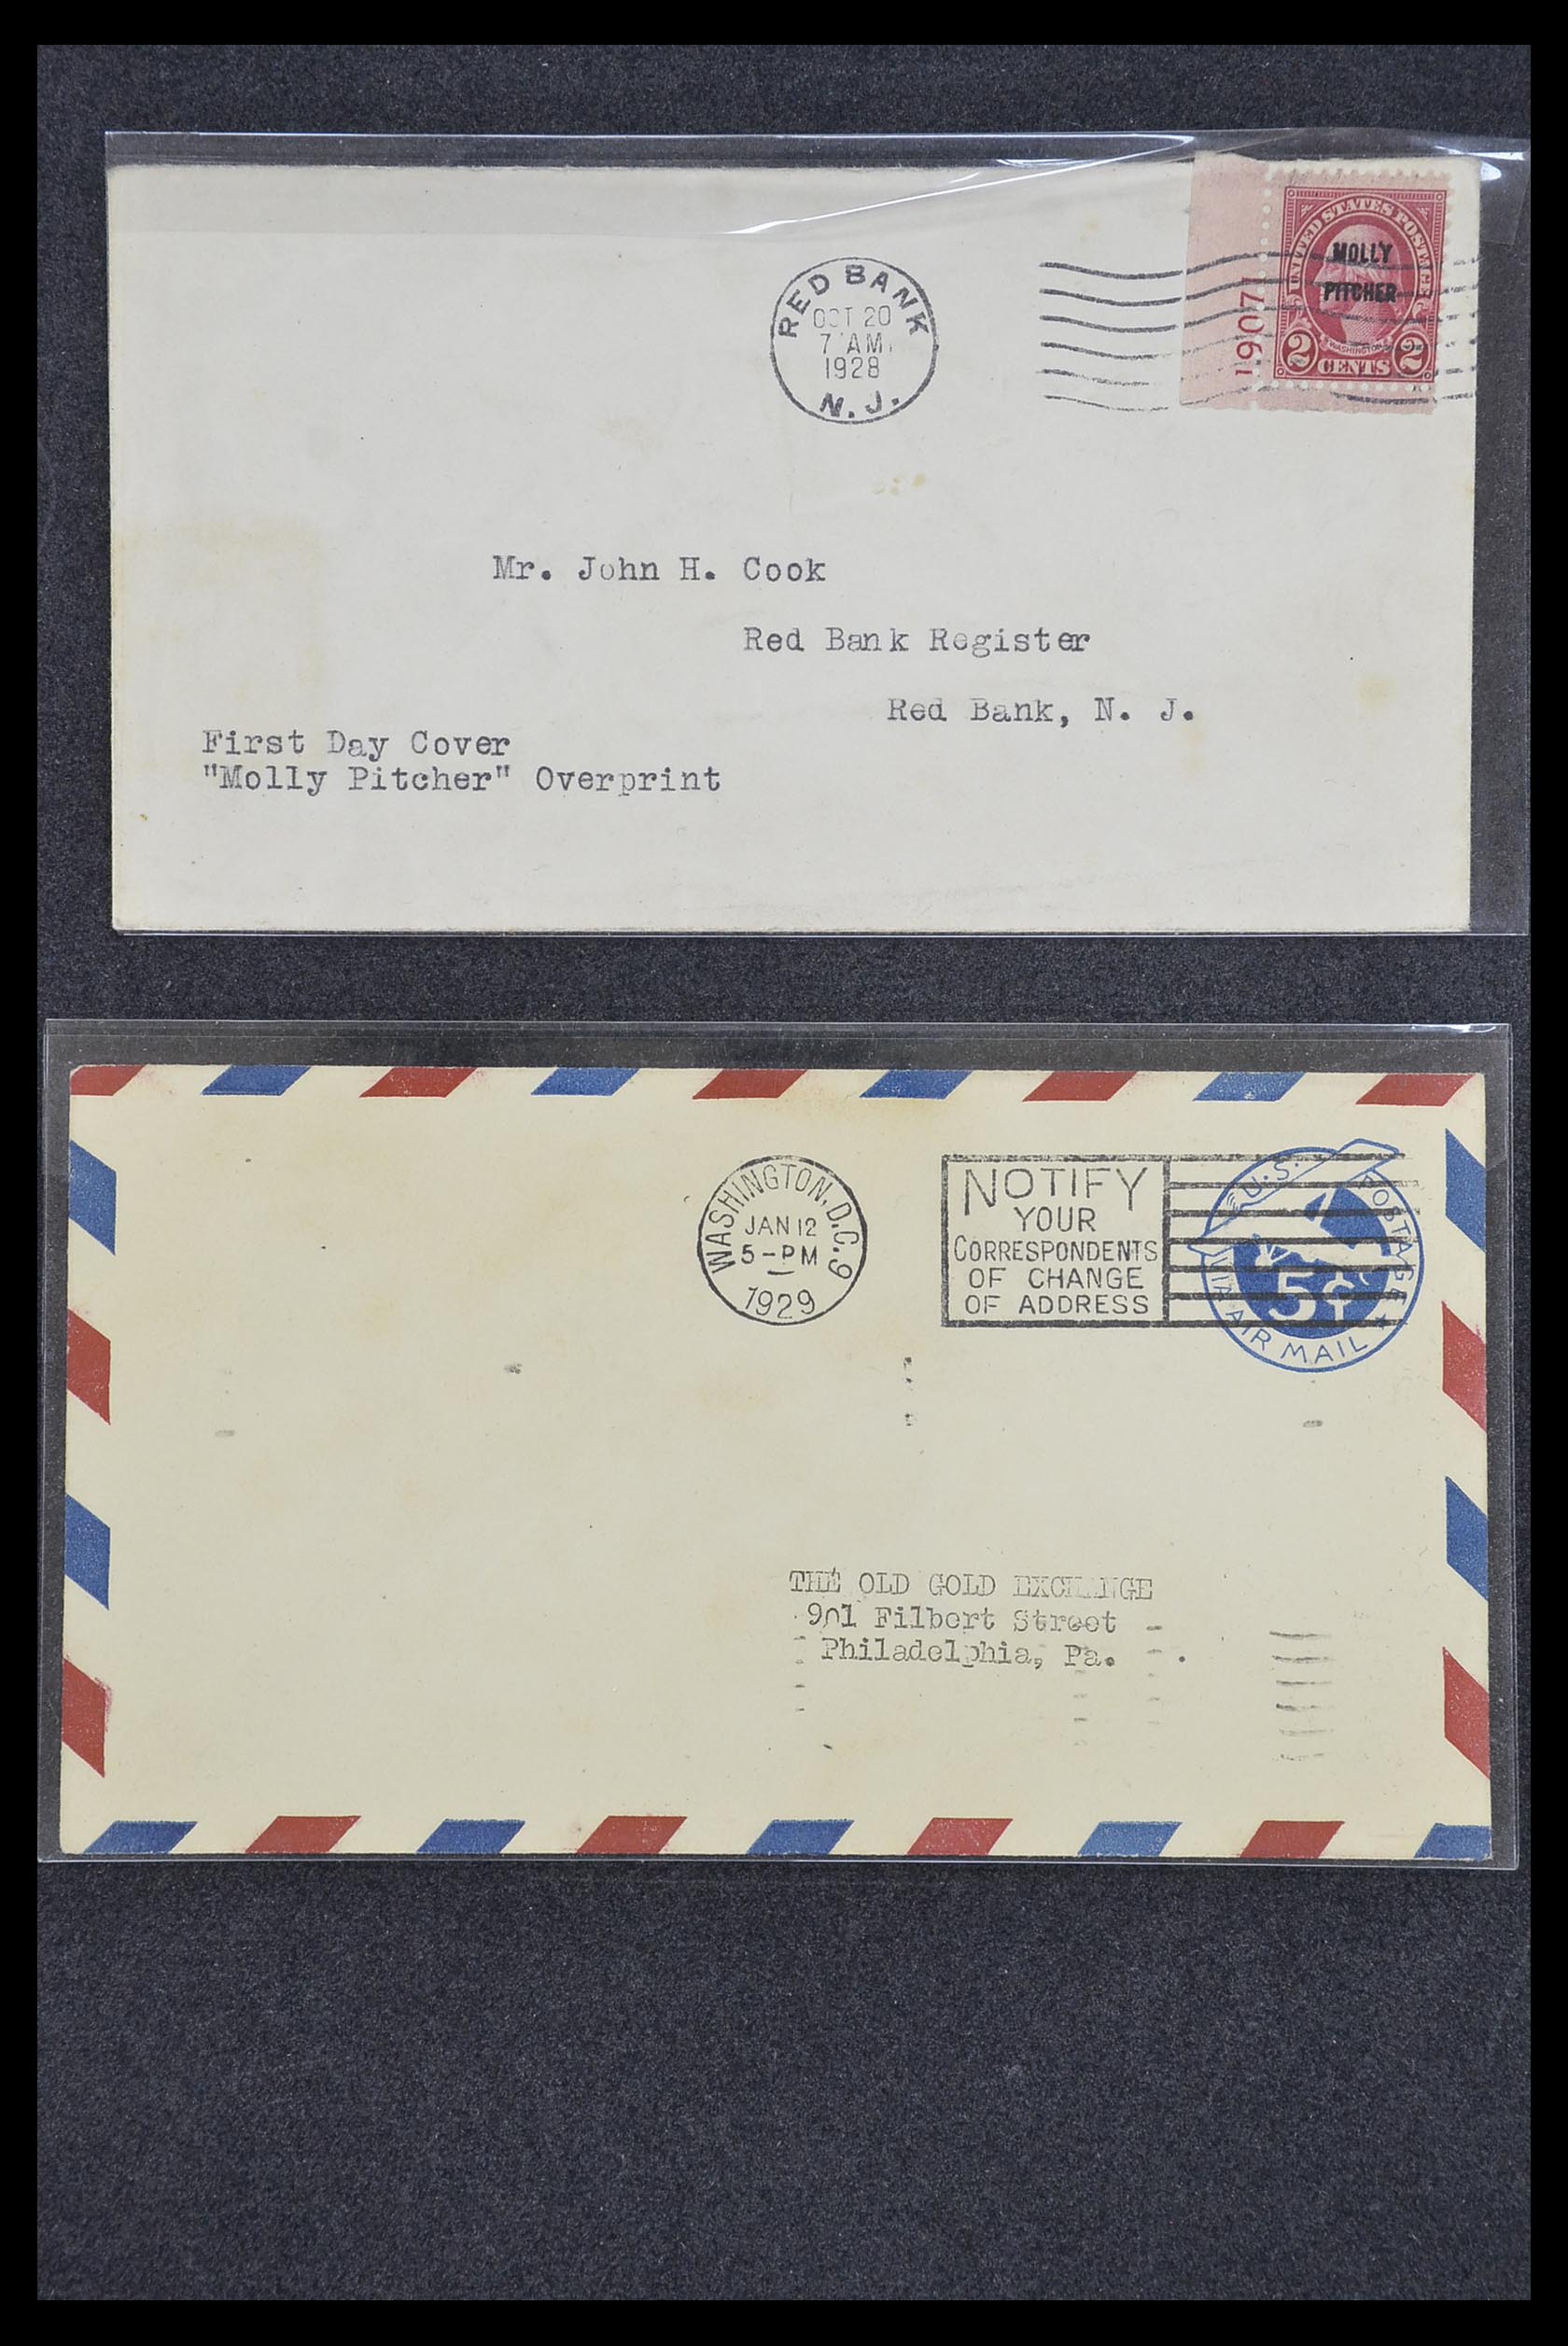 UNITED STATES POSTAGE
MOLLY
PITCHER
WASHINGTON
2 CENTS 2
19071
RED BANK
OCT 20
7 AM
1928
N. J.
Mr. John H. Cook
Red Bank Register
Red Bank, N. J.
First Day Cover
"Molly Pitcher" Overprint
WASHINGTON, D.C. 9
JAN 12
5-PM
1929
NOTIFY
YOUR
CORRESPONDENTS
OF CHANGE
OF ADDRESS
U.S. POSTAGE
5¢
VIA AIR MAIL
THE OLD GOLD EXCHANGE
901 Filbert Street
Philadelphia, Pa.